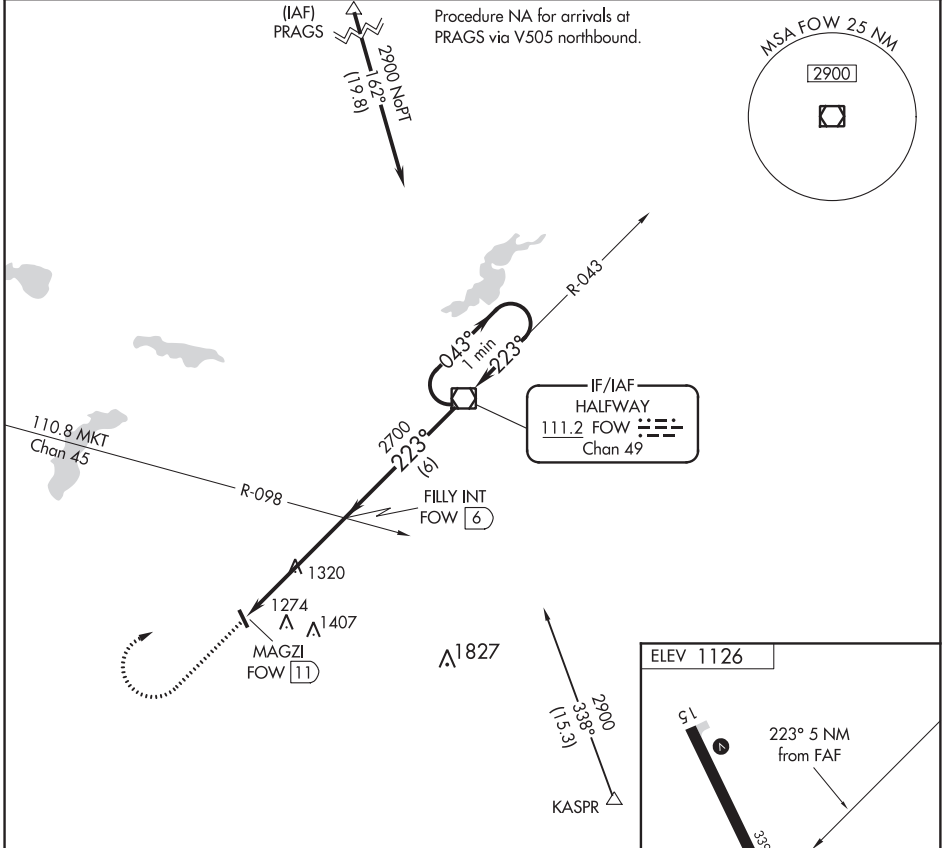 (IAF)
PRAGS
Procedure NA for arrivals at
PRAGS via V505 northbound.
2900 NoPT
162°
(19.8)
MSA FOW 25 NM
2900
R-043
043°
1 min
223°
IF/IAF
HALFWAY
111.2 FOW
Chan 49
2700
223°
(6)
110.8 MKT
Chan 45
R-098
FILLY INT
FOW 6
1320
1274
1407
MAGZI
FOW 11
1827
2900
338°
(15.3)
KASPR
ELEV 1126
15
V
223° 5 NM
from FAF